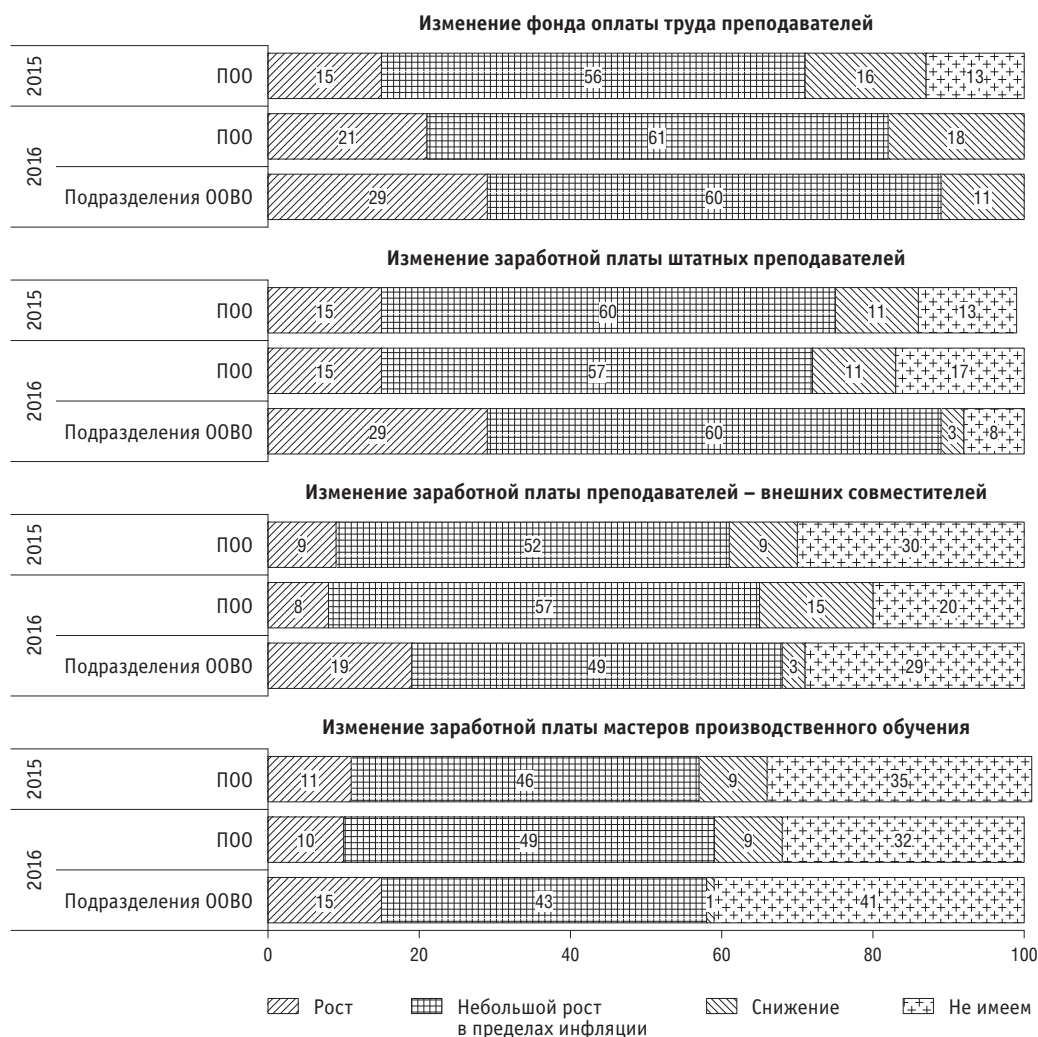 Изменение фонда оплаты труда преподавателей
2015
ПОО
15 56 16 13
2016
ПОО
21 61 18
Подразделения ООВО
29 60 11
Изменение заработной платы штатных преподавателей
2015
ПОО
15 60 11 13
2016
ПОО
15 57 11 17
Подразделения ООВО
29 60 3 8
Изменение заработной платы преподавателей – внешних совместителей
2015
ПОО
9 52 9 30
2016
ПОО
8 57 15 20
Подразделения ООВО
19 49 3 29
Изменение заработной платы мастеров производственного обучения
2015
ПОО
11 46 9 35
2016
ПОО
10 49 9 32
Подразделения ООВО
15 43 1 41
0 20 40 60 80 100
Рост
Небольшой рост
в пределах инфляции
Снижение
Не имеем